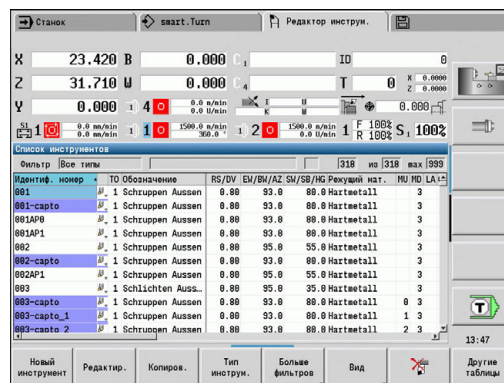 Станок smart.Turn Редактор инструм.
X 23.420 B 0.000 C 1 ID 0
Z 31.710 W 0.000 C 4 T 0 X 0.0000 Z 0.0000
Y 0.000 1) 4 0 0.0 m/min 0.0 U/min I K U W 0.000
S1 1 0 0.0 m/min 0.0 m/min 1) 1 0 1500.0 m/min 360.0 ° 1) 2 0 1500.0 m/min 0.0 U/min 1 F 100% R 100% S1 100%
Список инструментов
Фильтр Все типы 318 из 318 max 999
Идентиф. номер TO Обозначение RS/DV EW/BW/AZ SW/SB/HG Режущий мат. MU MD LA
001 1 Schruppen Aussen 0.80 93.0 80.0 Hartmetall 3
001-capto 1 Schruppen Aussen 0.80 93.0 80.0 Hartmetall 3
001AP0 1 Schruppen Aussen 0.80 93.0 80.0 Hartmetall 3
001AP1 1 Schruppen Aussen 0.80 93.0 80.0 Hartmetall 3
002 1 Schruppen Aussen 0.80 95.0 55.0 Hartmetall 3
002-capto 1 Schruppen Aussen 0.80 93.0 80.0 Hartmetall 3
002AP1 1 Schruppen Aussen 0.80 95.0 55.0 Hartmetall 3
003 1 Schlichten Auss… 0.80 95.0 35.0 Hartmetall 3
003-capto 1 Schruppen Aussen 0.80 93.0 80.0 Hartmetall 0 3
003-capto_1 1 Schruppen Aussen 0.80 93.0 80.0 Hartmetall 1 3
003-capto_2 1 Schruppen Aussen 0.80 93.0 80.0 Hartmetall 2 3
T
13:47
Новый инструмент Редактир. Копиров. Тип инструм. Больше фильтров Вид Другие таблицы